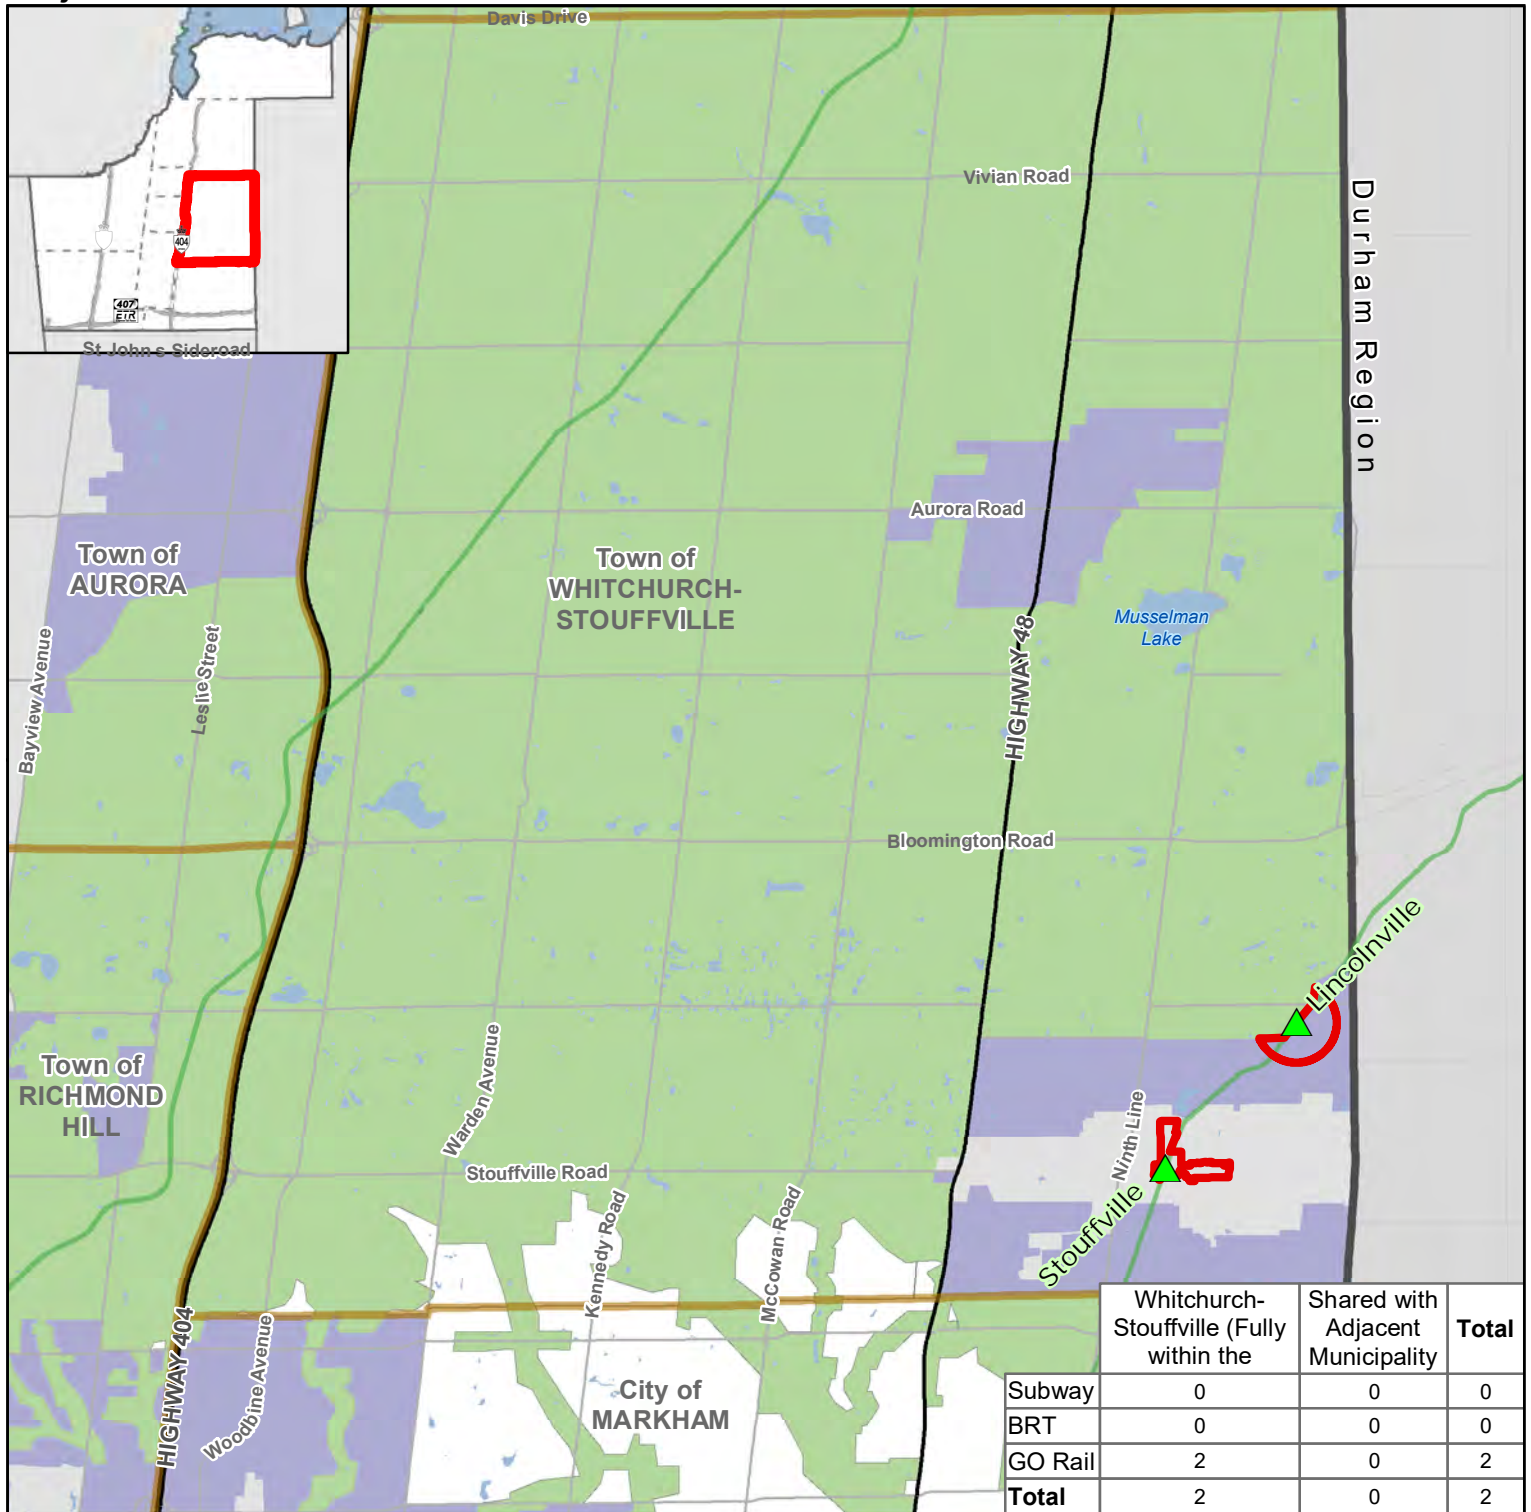 Davis Drive
Vivian Road
Durham Region
404
407
ETR
St John s Sideroad
Aurora Road
Town of
AURORA
Town of
WHITCHURCH-
STOUFFVILLE
Musselman
Lake
HIGHWAY 48
Bayview Avenue
Leslie Street
Bloomington Road
Lincolnville
Town of
RICHMOND
HILL
Warden Avenue
Ninth Line
Stouffville Road
Kennedy Road
McCowan Road
Stouffville
HIGHWAY 404
Woodbine Avenue
City of
MARKHAM
Whitchurch-
Stouffville (Fully
within the
Shared with
Adjacent
Municipality
Total
Subway 0 0 0
BRT 0 0 0
GO Rail 2 0 2
Total 2 0 2